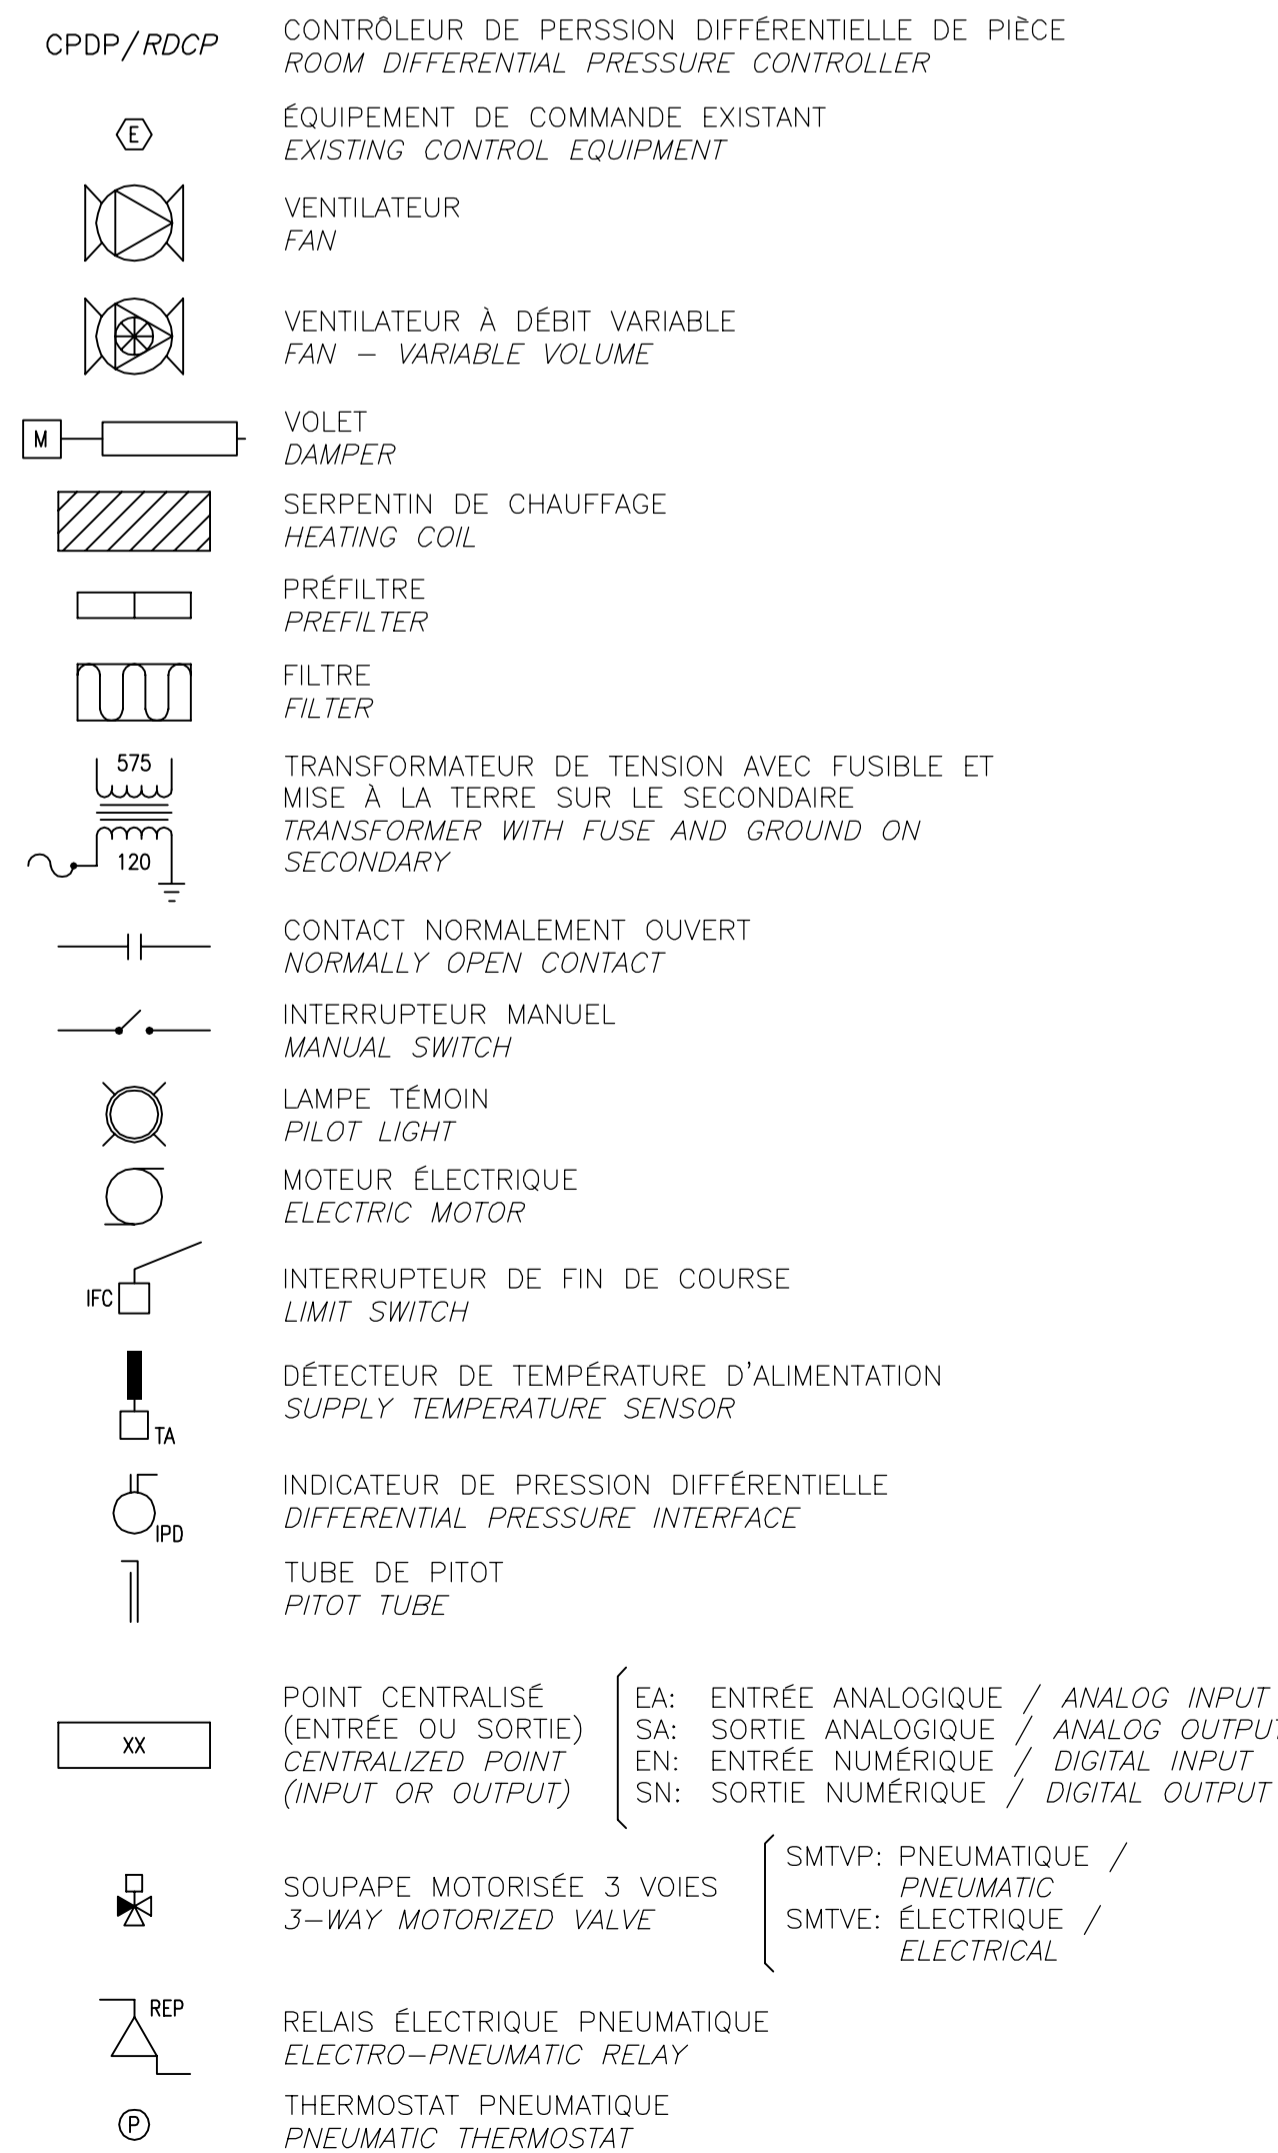 CPDP/RDCP
CONTRÔLEUR DE PERSSION DIFFÉRENTIELLE DE PIÈCE
ROOM DIFFERENTIAL PRESSURE CONTROLLER
E
ÉQUIPEMENT DE COMMANDE EXISTANT
EXISTING CONTROL EQUIPMENT
VENTILATEUR
FAN
VENTILATEUR À DÉBIT VARIABLE
FAN – VARIABLE VOLUME
M
VOLET
DAMPER
SERPENTIN DE CHAUFFAGE
HEATING COIL
PRÉFILTRE
PREFILTER
FILTRE
FILTER
575
120
TRANSFORMATEUR DE TENSION AVEC FUSIBLE ET
MISE À LA TERRE SUR LE SECONDAIRE
TRANSFORMER WITH FUSE AND GROUND ON
SECONDARY
CONTACT NORMALEMENT OUVERT
NORMALLY OPEN CONTACT
INTERRUPTEUR MANUEL
MANUAL SWITCH
LAMPE TÉMOIN
PILOT LIGHT
MOTEUR ÉLECTRIQUE
ELECTRIC MOTOR
IFC
INTERRUPTEUR DE FIN DE COURSE
LIMIT SWITCH
TA
DÉTECTEUR DE TEMPÉRATURE D'ALIMENTATION
SUPPLY TEMPERATURE SENSOR
IPD
INDICATEUR DE PRESSION DIFFÉRENTIELLE
DIFFERENTIAL PRESSURE INTERFACE
TUBE DE PITOT
PITOT TUBE
XX
POINT CENTRALISÉ
(ENTRÉE OU SORTIE)
CENTRALIZED POINT
(INPUT OR OUTPUT)
EA: ENTRÉE ANALOGIQUE / ANALOG INPUT
SA: SORTIE ANALOGIQUE / ANALOG OUTPUT
EN: ENTRÉE NUMÉRIQUE / DIGITAL INPUT
SN: SORTIE NUMÉRIQUE / DIGITAL OUTPUT
SOUPAPE MOTORISÉE 3 VOIES
3–WAY MOTORIZED VALVE
SMTVP: PNEUMATIQUE /
PNEUMATIC
SMTVE: ÉLECTRIQUE /
ELECTRICAL
REP
RELAIS ÉLECTRIQUE PNEUMATIQUE
ELECTRO–PNEUMATIC RELAY
P
THERMOSTAT PNEUMATIQUE
PNEUMATIC THERMOSTAT